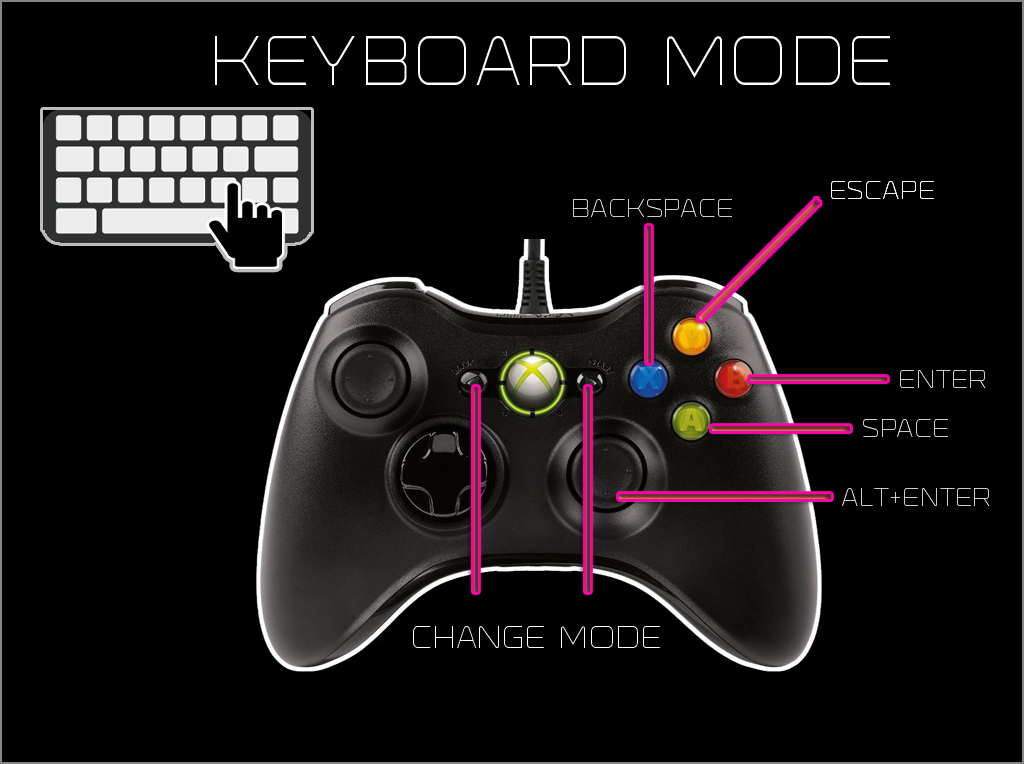 KEYBOARD MODE
ESCAPE
BACKSPACE
Y
X
B
ENTER
A
SPACE
ALT+ENTER
CHANGE MODE